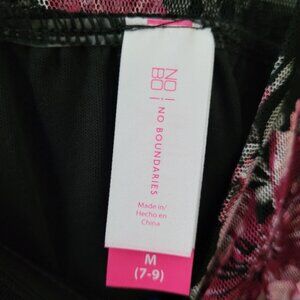 NO
BO
NO BOUNDARIES
Made in/
Hecho en
China
M
(7-9)